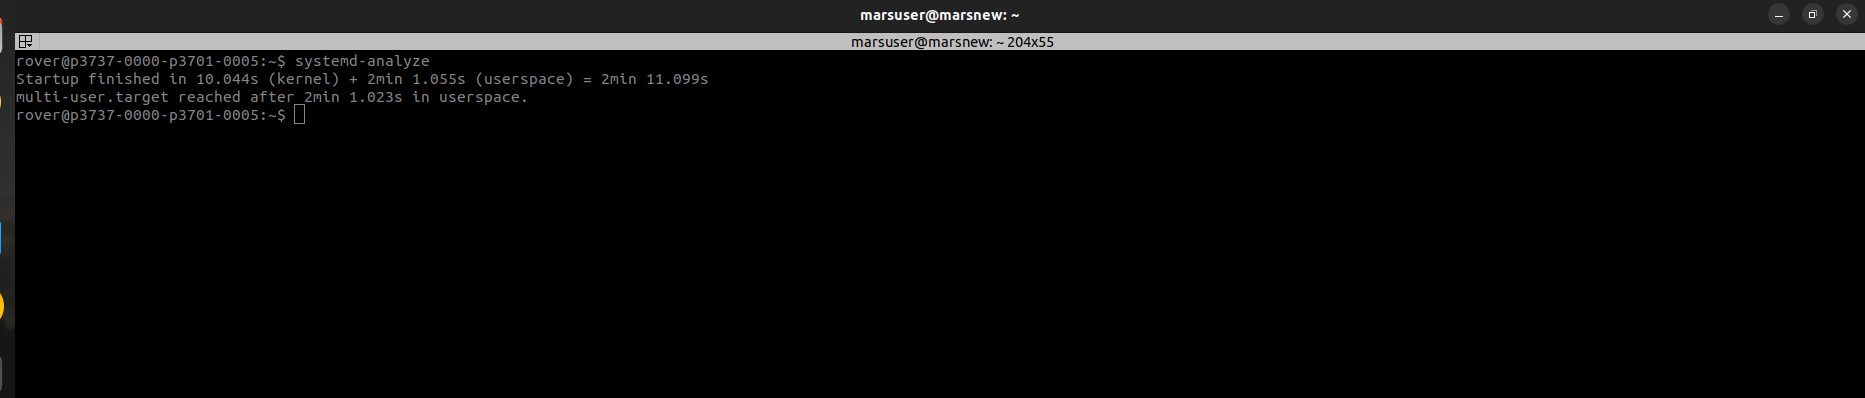 marsuser@marsnew: ~
marsuser@marsnew: ~ 204x55
rover@p3737-0000-p3701-0005:~$ systemd-analyze
Startup finished in 10.044s (kernel) + 2min 1.055s (userspace) = 2min 11.099s
multi-user.target reached after 2min 1.023s in userspace.
rover@p3737-0000-p3701-0005:~$